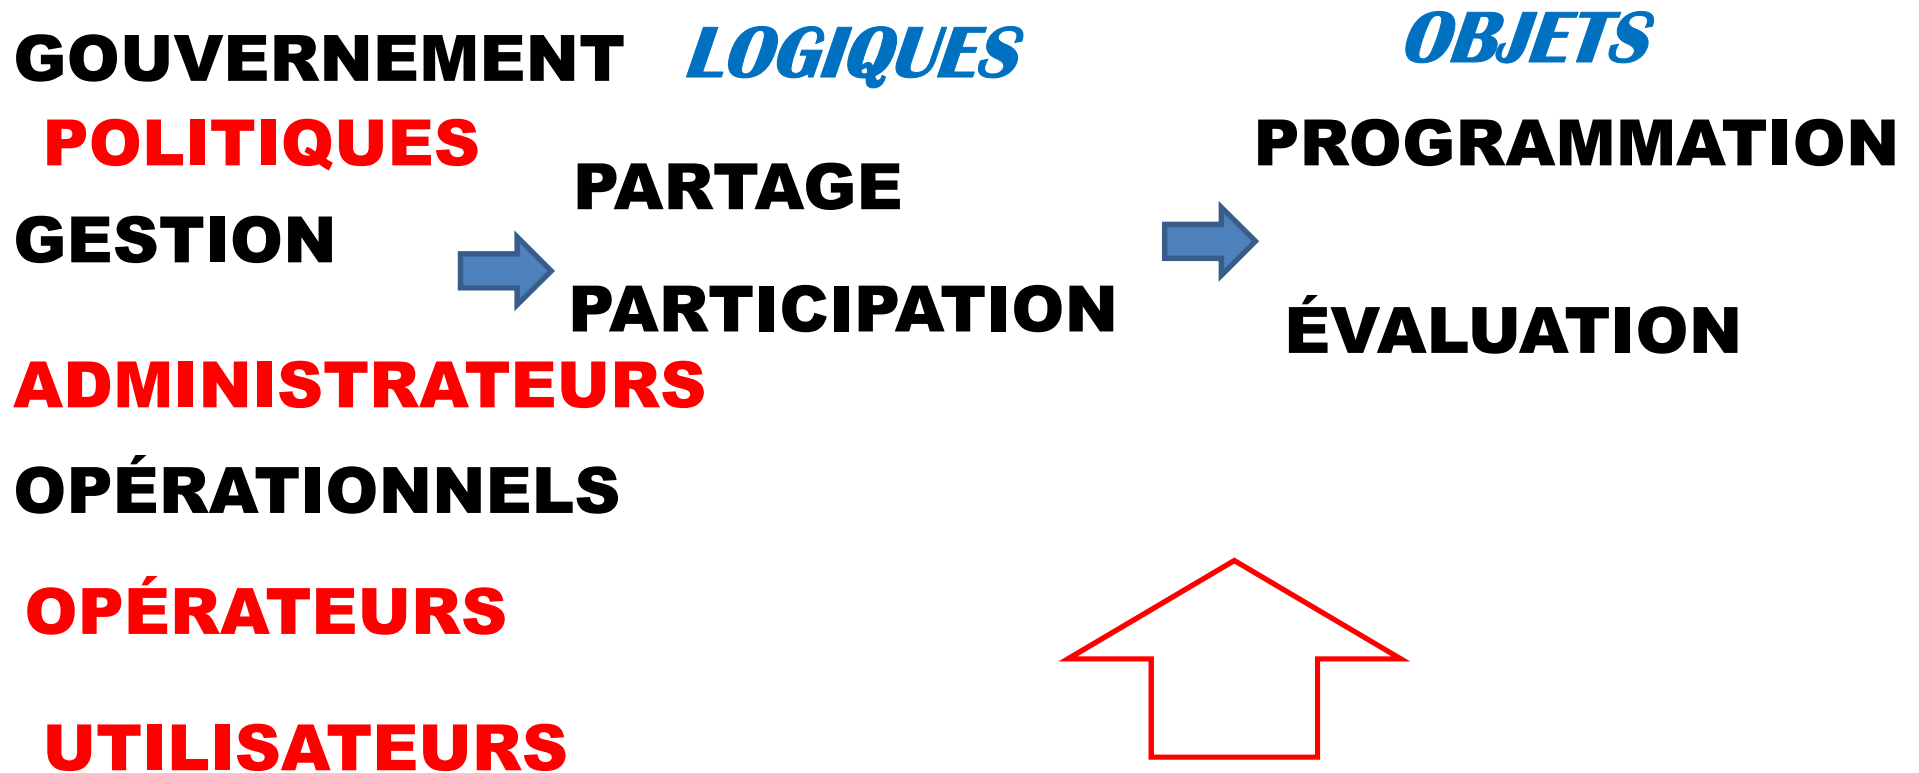 GOUVERNEMENT
POLITIQUES
GESTION
ADMINISTRATEURS
OPÉRATIONNELS
OPÉRATEURS
UTILISATEURS
LOGIQUES
PARTAGE
PARTICIPATION
OBJETS
PROGRAMMATION
ÉVALUATION